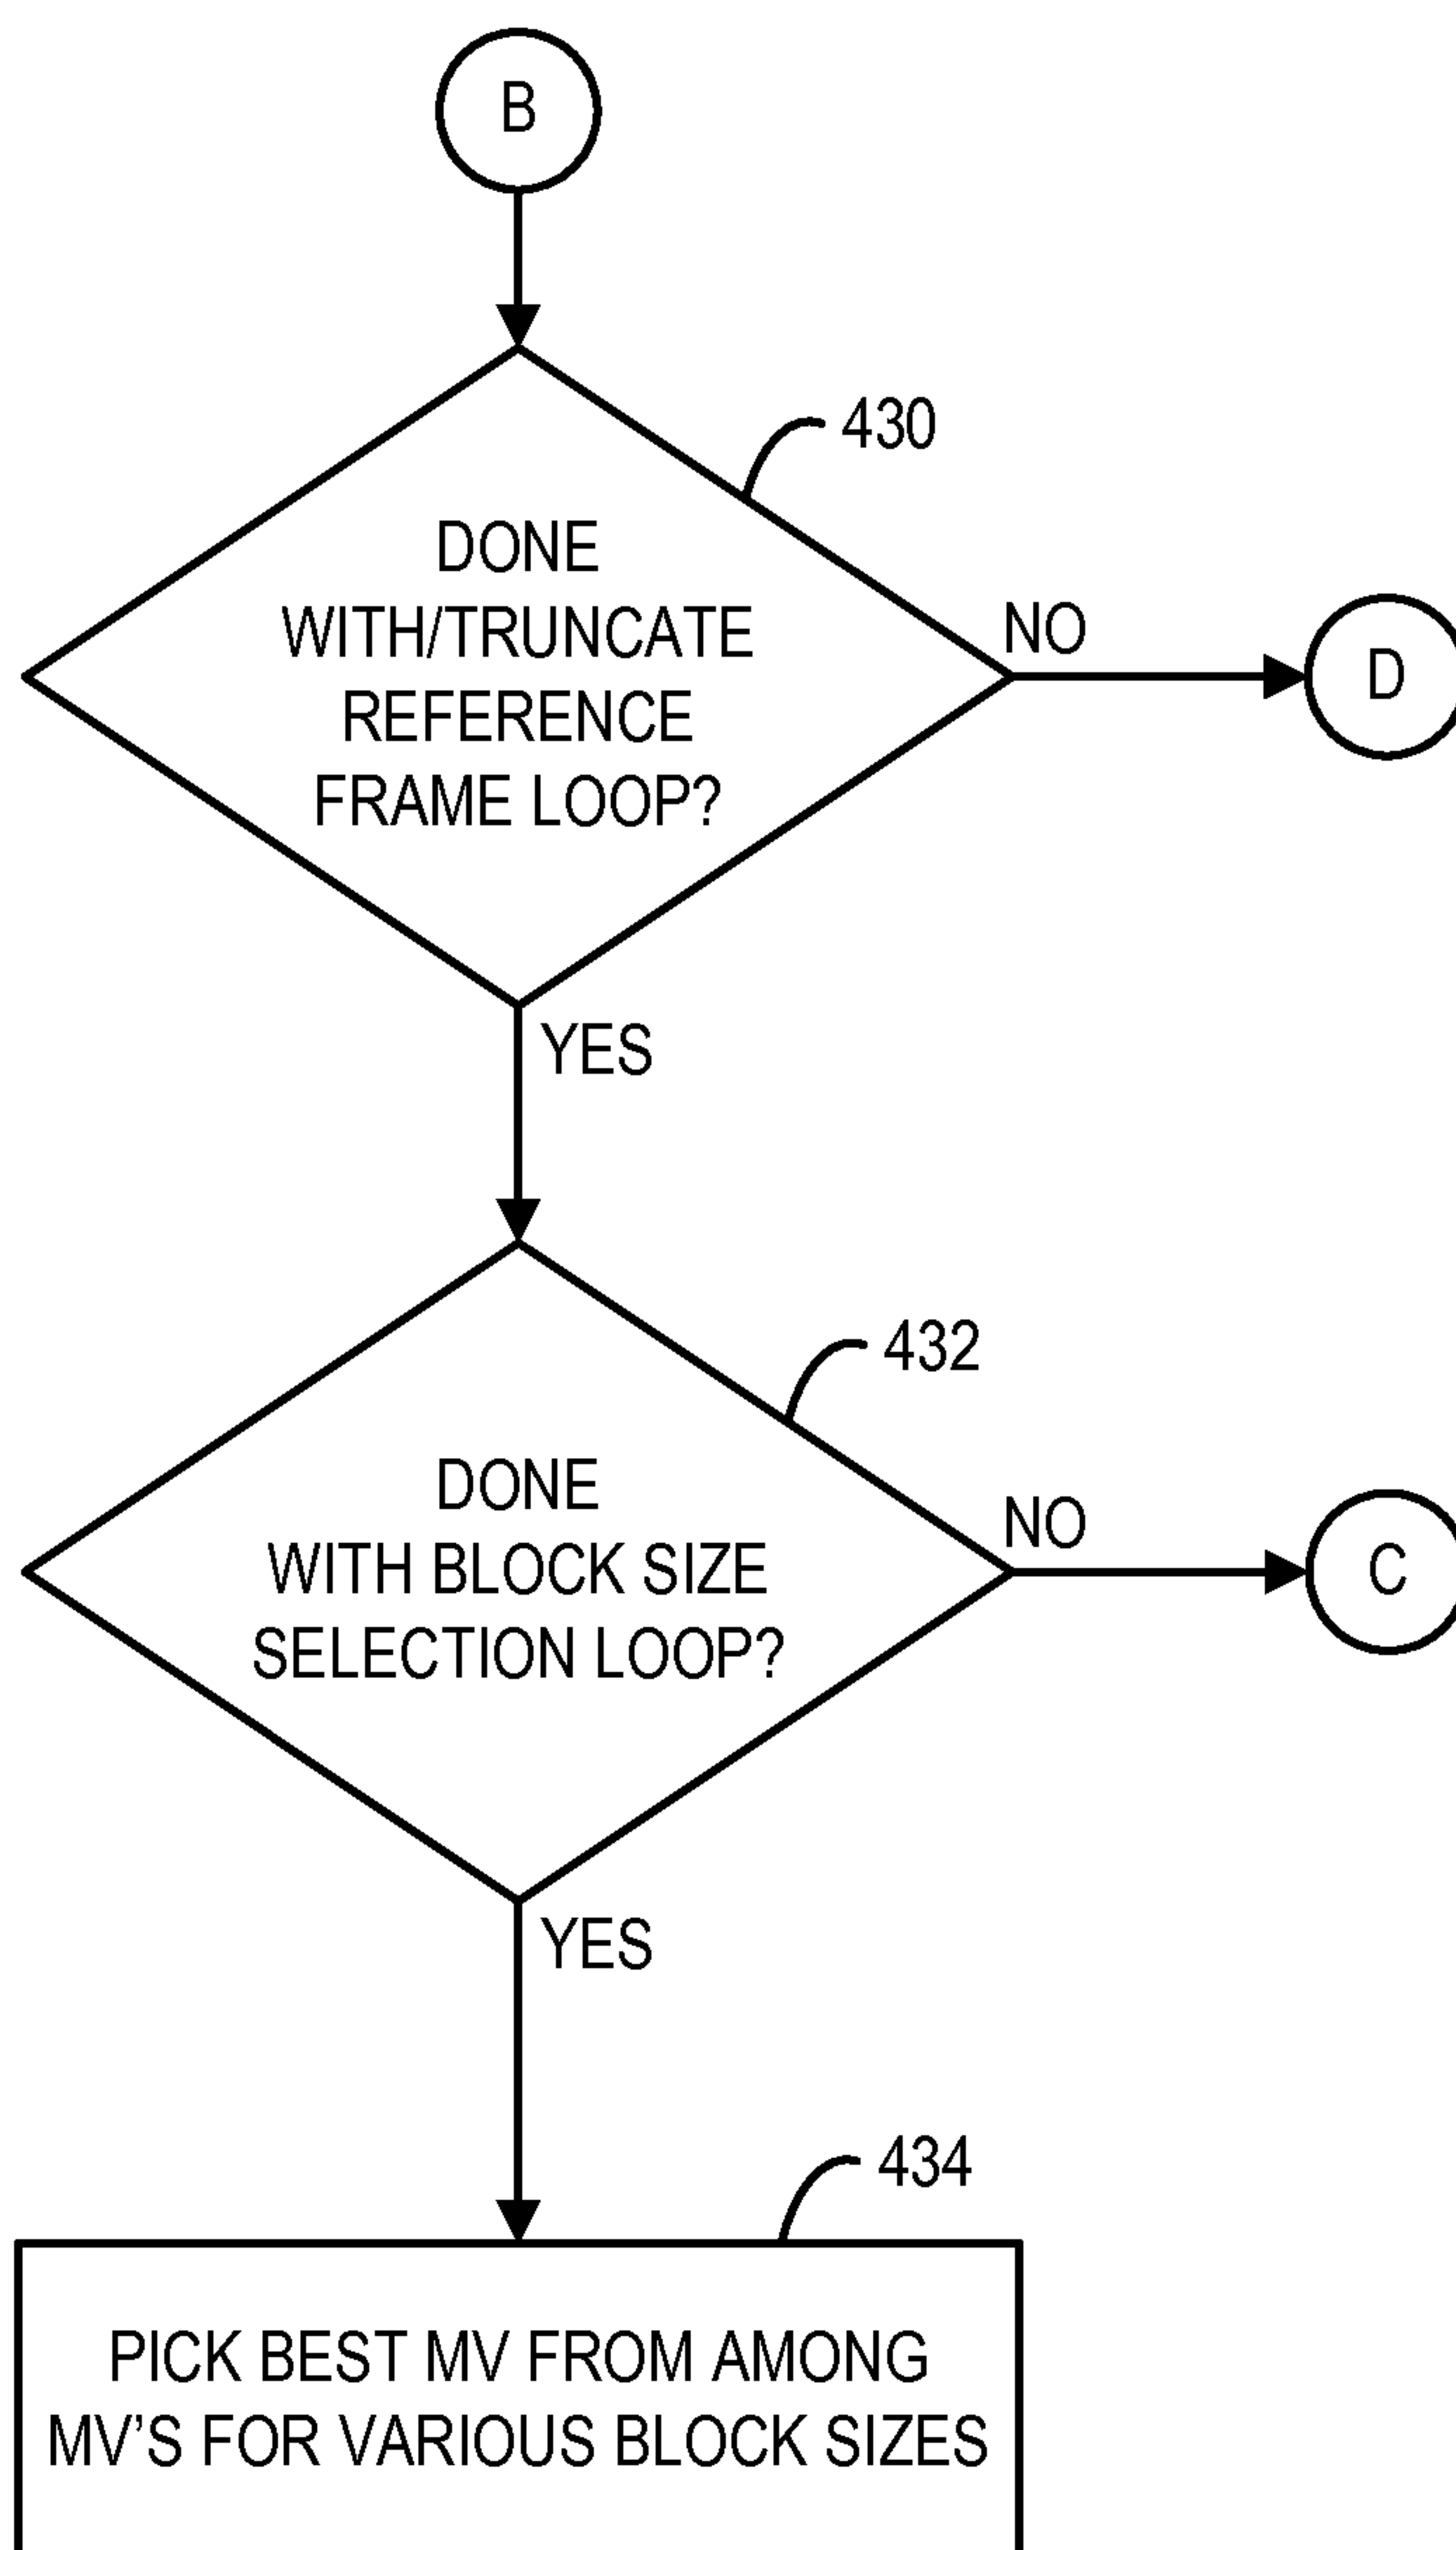 B
430
DONE
WITH/TRUNCATE
REFERENCE
FRAME LOOP?
NO
D
YES
432
DONE
WITH BLOCK SIZE
SELECTION LOOP?
NO
C
YES
434
PICK BEST MV FROM AMONG
MV'S FOR VARIOUS BLOCK SIZES